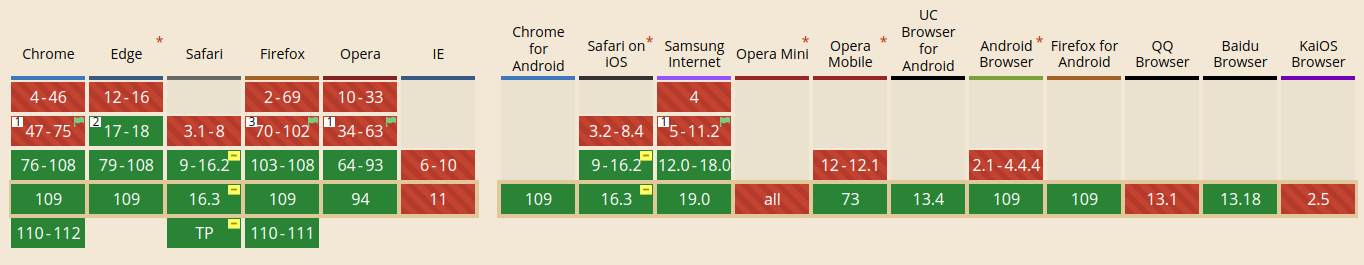 Chrome Edge * Safari Firefox Opera IE Chrome for Android Safari on iOS * Samsung Internet Opera Mini * Opera Mobile * UC Browser for Android Android Browser * Firefox for Android QQ Browser Baidu Browser KaiOS Browser
4-46 12-16 2-69 10-33 4
1 47-75 2 17-18 3.1-8 3 70-102 1 34-63 3.2-8.4 1 5-11.2
76-108 79-108 9-16.2 103-108 64-93 6-10 9-16.2 12.0-18.0 12-12.1 2.1-4.4.4
109 109 16.3 109 94 11 109 16.3 19.0 all 73 13.4 109 109 13.1 13.18 2.5
110-112 TP 110-111